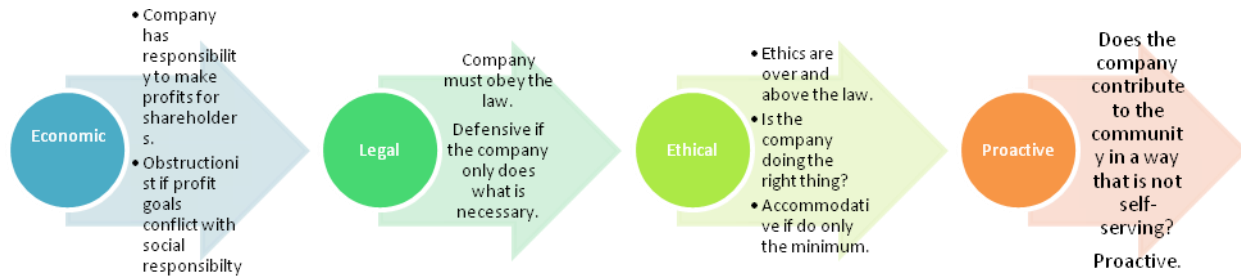 Economic
• Company
has
responsibilit
y to make
profits for
shareholder
s.
• Obstructioni
st if profit
goals
conflict with
social
responsibilty
Legal
Company
must obey the
law.
Defensive if
the company
only does
what is
necessary.
Ethical
• Ethics are
over and
above the law.
• Is the
company
doing the
right thing?
• Accommodati
ve if do only
the minimum.
Proactive
Does the
company
contribute
to the
communit
y in a way
that is not
self-
serving?
Proactive.